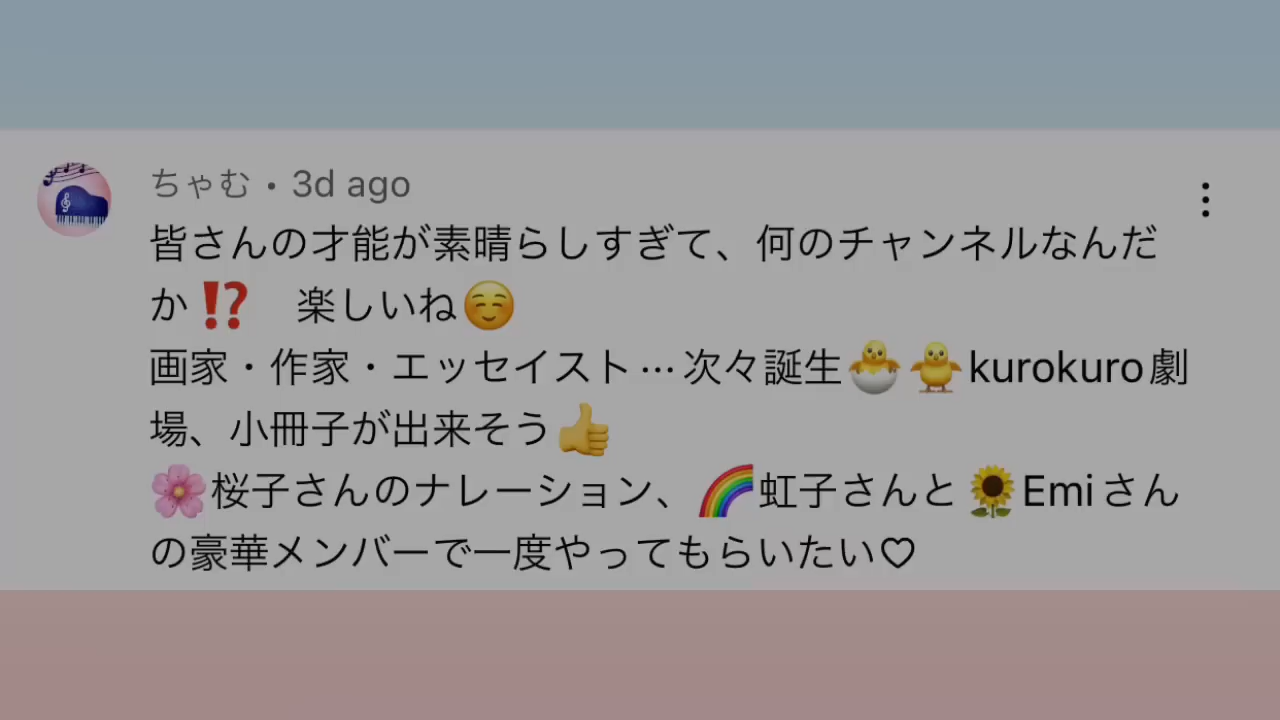 ちゃむ・3d ago
皆さんの才能が素晴らしすぎて、何のチャンネルなんだ
か⁉️　楽しいね☺️
画家・作家・エッセイスト…次々誕生🐣🐥kurokuro劇
場、小冊子が出来そう👍
🌸桜子さんのナレーション、🌈虹子さんと🌻Emiさん
の豪華メンバーで一度やってもらいたい♡